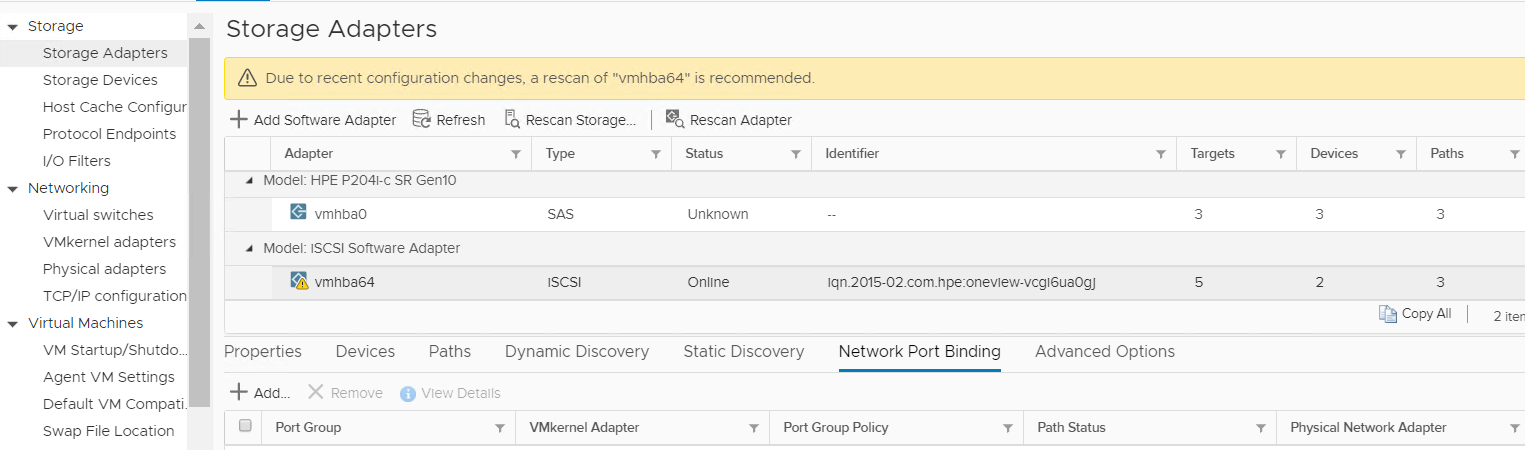 Storage
Storage Adapters
Storage Devices
Host Cache Configur
Protocol Endpoints
I/O Filters
Networking
Virtual switches
VMkernel adapters
Physical adapters
TCP/IP configuration
Virtual Machines
VM Startup/Shutdo...
Agent VM Settings
Default VM Compati...
Swap File Location
Storage Adapters
Due to recent configuration changes, a rescan of "vmhba64" is recommended.
Add Software Adapter Refresh Rescan Storage... Rescan Adapter
Adapter Type Status Identifier Targets Devices Paths
Model: HPE P204i-c SR Gen10
vmhba0 SAS Unknown -- 3 3 3
Model: iSCSI Software Adapter
vmhba64 iSCSI Online iqn.2015-02.com.hpe:oneview-vcgi6ua0gj 5 2 3
Copy All 2 iten
Properties Devices Paths Dynamic Discovery Static Discovery Network Port Binding Advanced Options
Add... Remove View Details
Port Group VMkernel Adapter Port Group Policy Path Status Physical Network Adapter